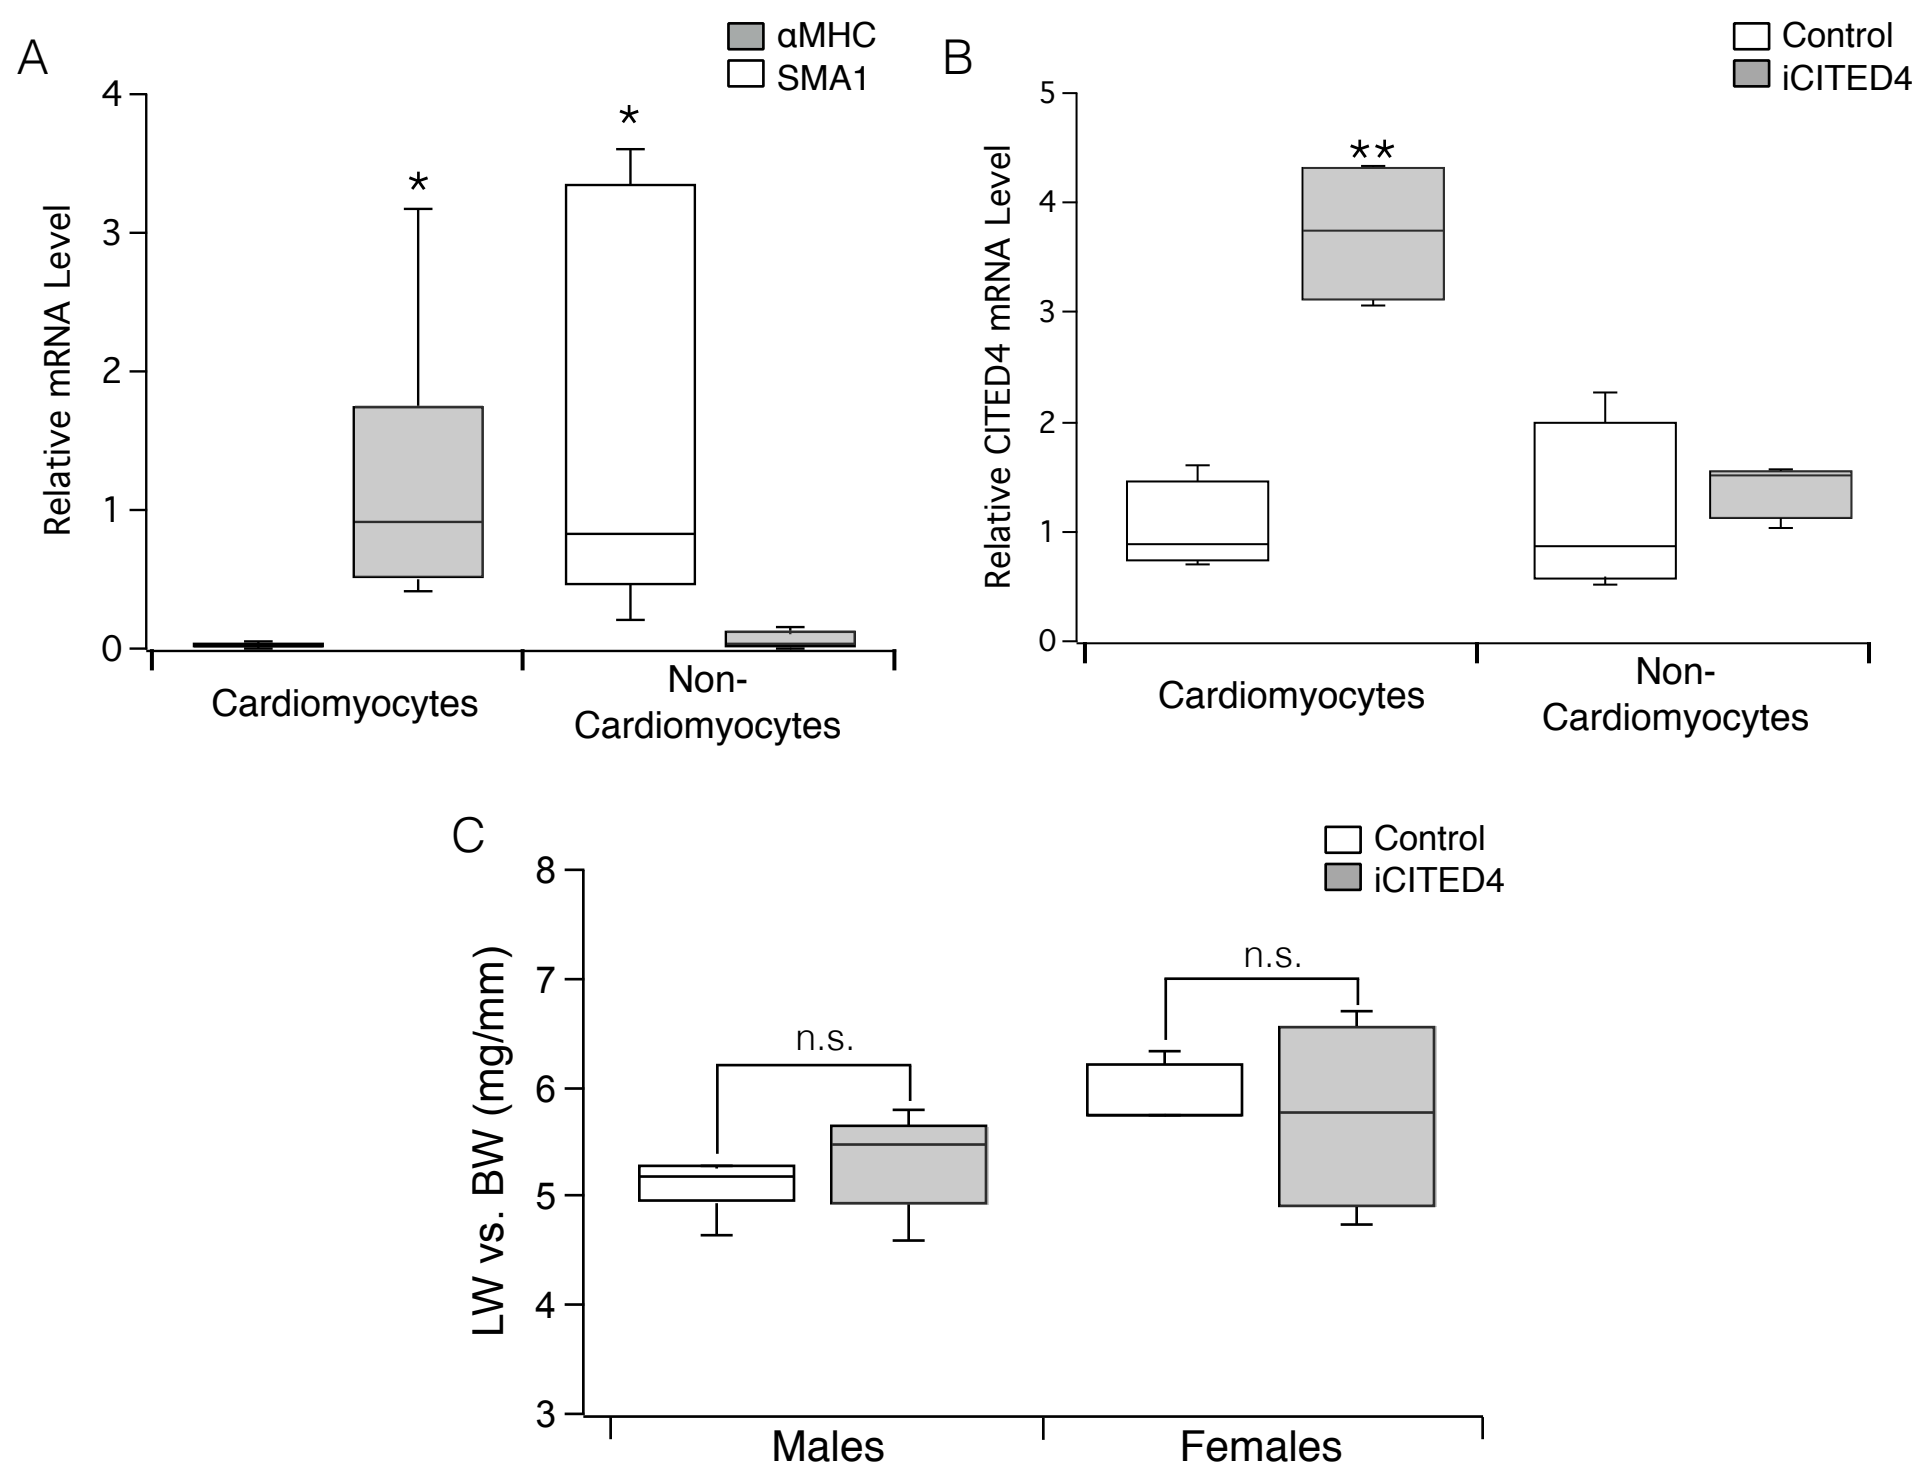 A
αMHC
SMA1
*
*
Relative mRNA Level
4
3
2
1
0
Cardiomyocytes
Non-
Cardiomyocytes
B
Control
iCITED4
**
Relative CITED4 mRNA Level
5
4
3
2
1
0
Cardiomyocytes
Non-
Cardiomyocytes
C
Control
iCITED4
n.s.
n.s.
LW vs. BW (mg/mm)
8
7
6
5
4
3
Males
Females